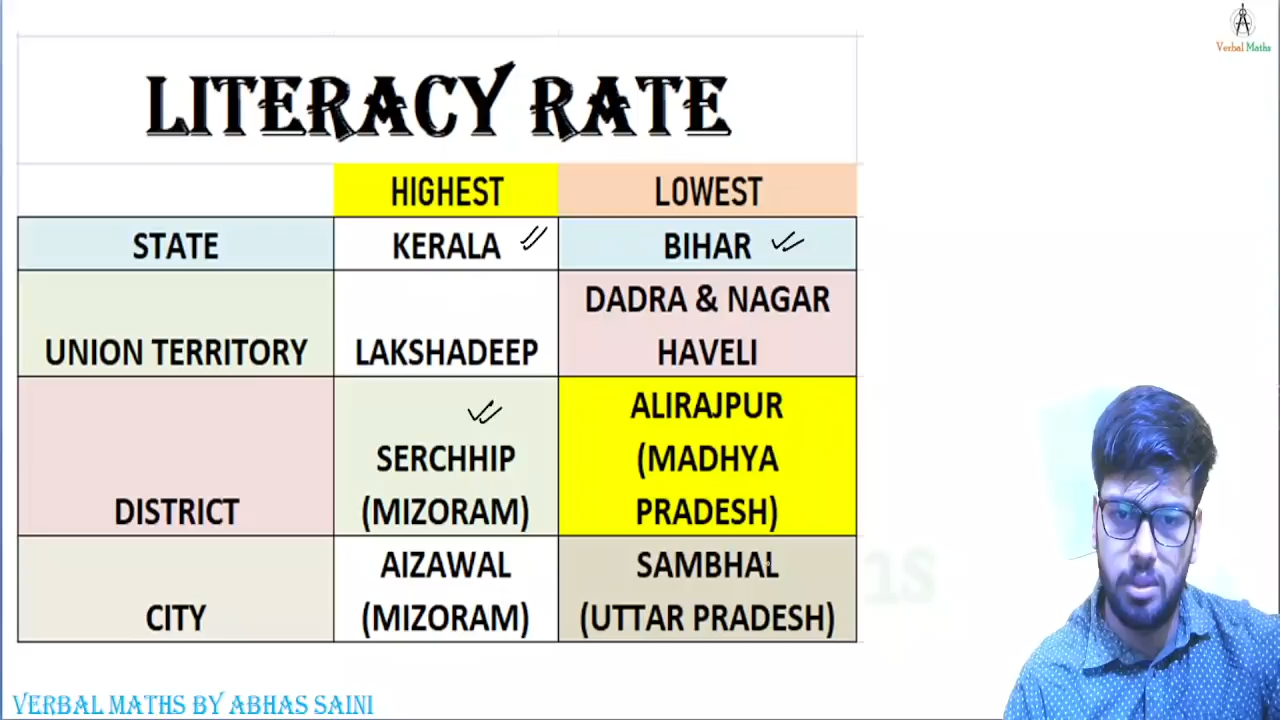 Verbal Maths
LITERACY RATE
HIGHEST LOWEST
STATE KERALA BIHAR
DADRA & NAGAR
UNION TERRITORY LAKSHADEEP HAVELI
ALIRAJPUR
SERCHHIP (MADHYA
DISTRICT (MIZORAM) PRADESH)
AIZAWAL SAMBHAL
CITY (MIZORAM) (UTTAR PRADESH)
VERBAL MATHS BY ABHAS SAINI